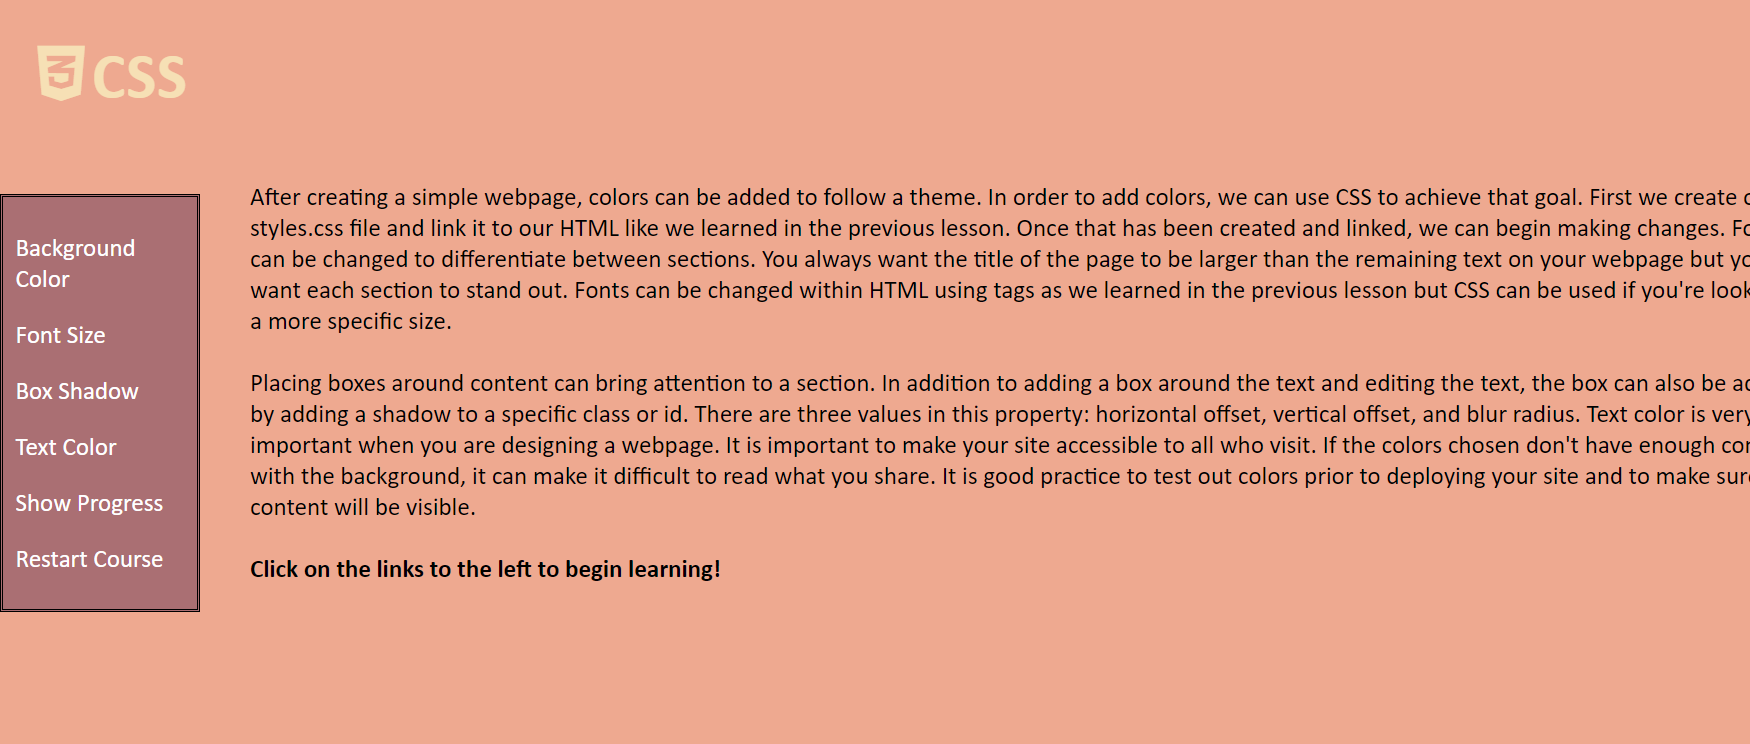 CSS
Background
Color
Font Size
Box Shadow
Text Color
Show Progress
Restart Course
After creating a simple webpage, colors can be added to follow a theme. In order to add colors, we can use CSS to achieve that goal. First we create
styles.css file and link it to our HTML like we learned in the previous lesson. Once that has been created and linked, we can begin making changes.
can be changed to differentiate between sections. You always want the title of the page to be larger than the remaining text on your webpage but
want each section to stand out. Fonts can be changed within HTML using tags as we learned in the previous lesson but CSS can be used if you're
a more specific size.
Placing boxes around content can bring attention to a section. In addition to adding a box around the text and editing the text, the box can also be
by adding a shadow to a specific class or id. There are three values in this property: horizontal offset, vertical offset, and blur radius. Text color is very
important when you are designing a webpage. It is important to make your site accessible to all who visit. If the colors chosen don't have enough
with the background, it can make it difficult to read what you share. It is good practice to test out colors prior to deploying your site and to make
content will be visible.
Click on the links to the left to begin learning!